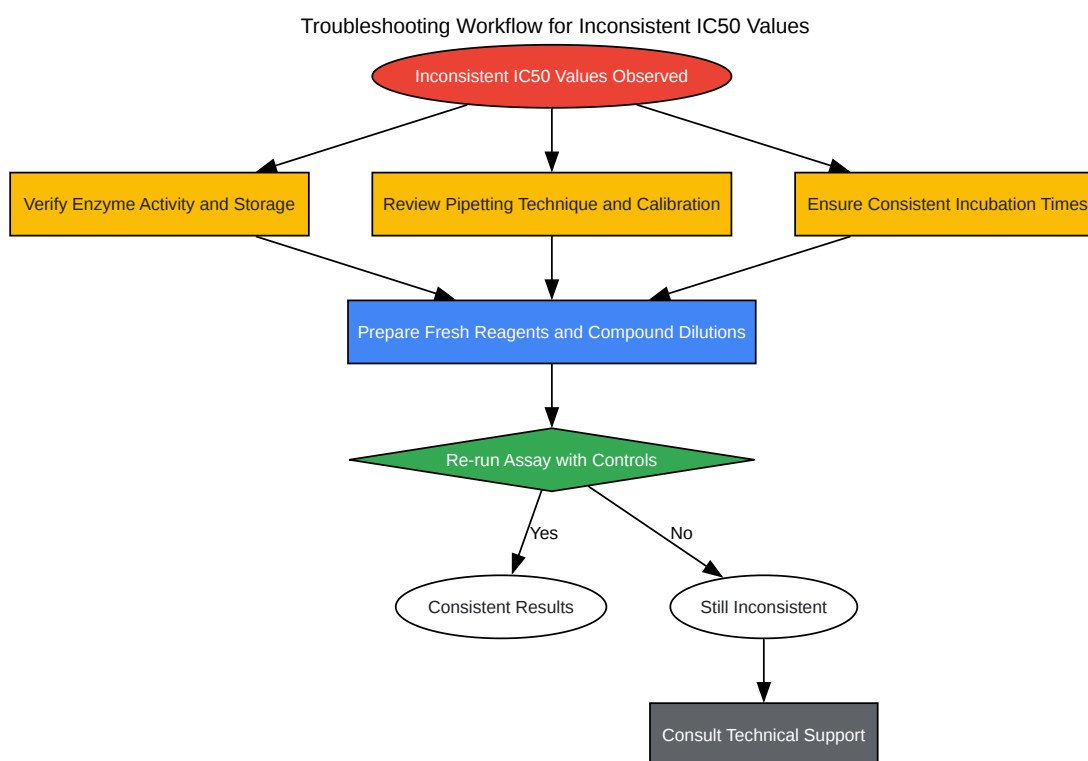 Troubleshooting Workflow for Inconsistent IC50 Values
Inconsistent IC50 Values Observed
Verify Enzyme Activity and Storage
Review Pipetting Technique and Calibration
Ensure Consistent Incubation Times
Prepare Fresh Reagents and Compound Dilutions
Re-run Assay with Controls
Yes
No
Consistent Results
Still Inconsistent
Consult Technical Support